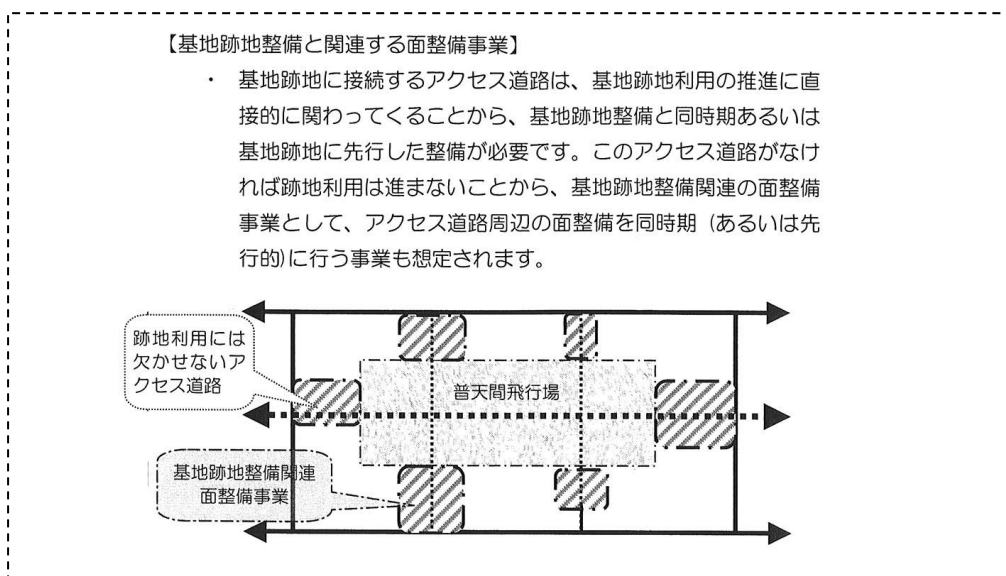 【基地跡地整備と関連する面整備事業】
・ 基地跡地に接続するアクセス道路は、基地跡地利用の推進に直
接的に関わってくることから、基地跡地整備と同時期あるいは
基地跡地に先行した整備が必要です。このアクセス道路がなけ
れば跡地利用は進まないことから、基地跡地整備関連の面整備
事業として、アクセス道路周辺の面整備を同時期（あるいは先
行的）に行う事業も想定されます。
跡地利用には
欠かせないア
クセス道路
普天間飛行場
基地跡地整備関連
面整備事業